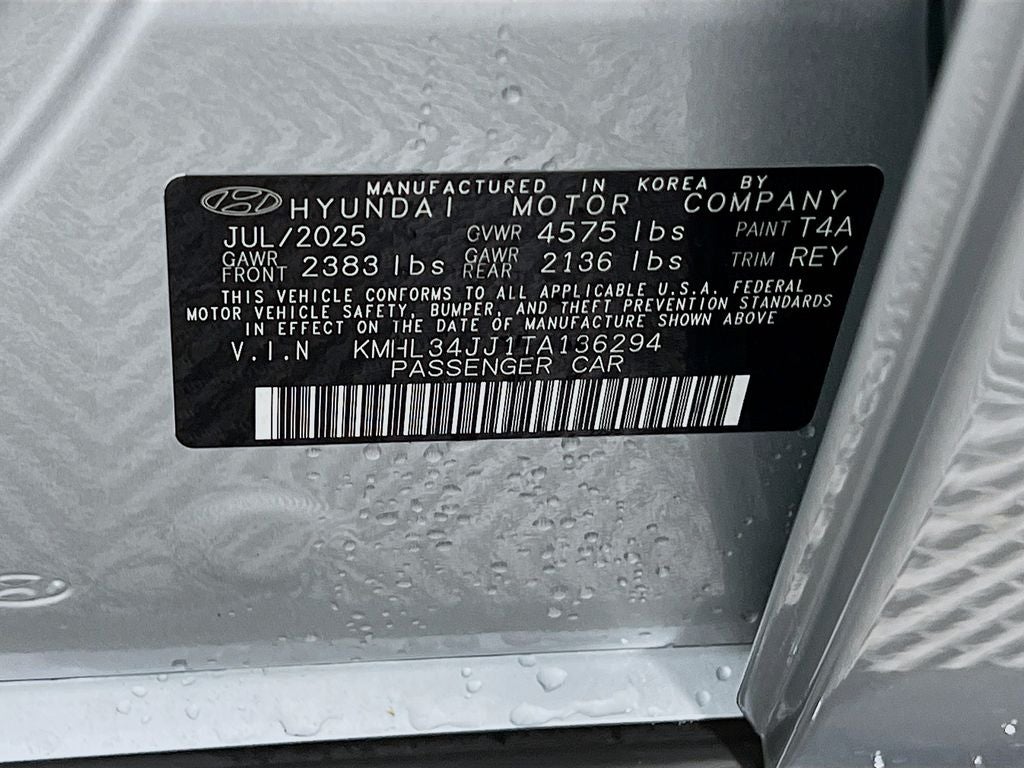 MANUFACTURED IN KOREA BY
HYUNDAI MOTOR COMPANY
JUL/2025 GVWR 4575 lbs PAINT T4A
GAWR FRONT 2383 lbs GAWR REAR 2136 lbs TRIM REY
THIS VEHICLE CONFORMS TO ALL APPLICABLE U.S.A. FEDERAL
MOTOR VEHICLE SAFETY, BUMPER, AND THEFT PREVENTION STANDARDS
IN EFFECT ON THE DATE OF MANUFACTURE SHOWN ABOVE
V.I.N KMHL34JJ1TA136294
PASSENGER CAR